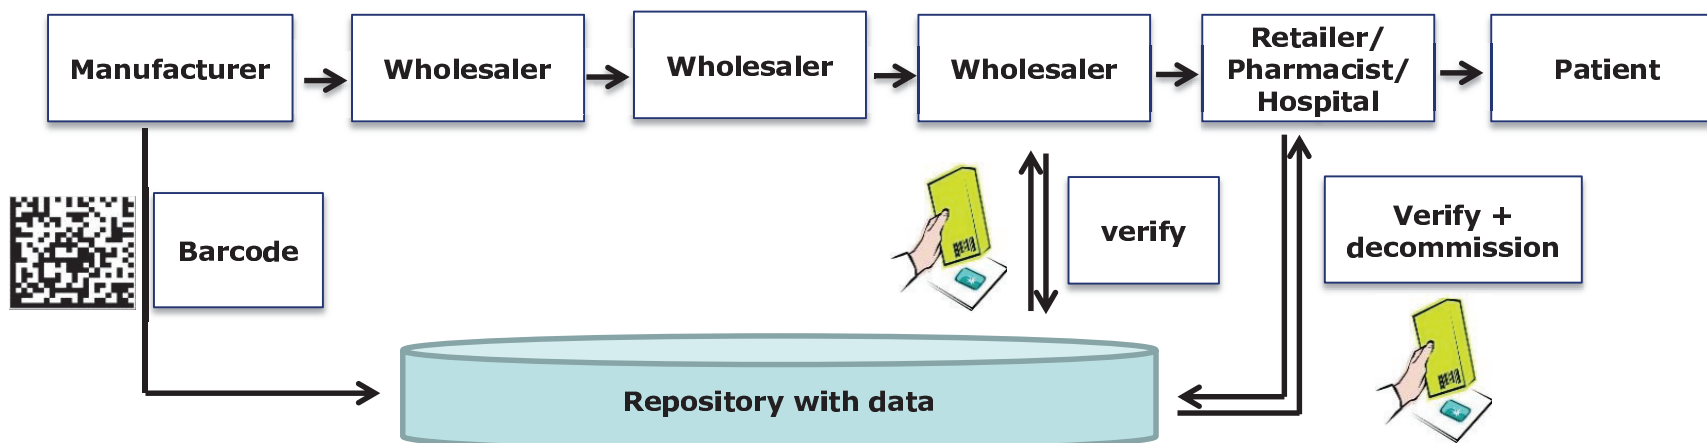 Manufacturer
Wholesaler
Wholesaler
Wholesaler
Retailer/
Pharmacist/
Hospital
Patient
Barcode
verify
Verify +
decommission
Repository with data